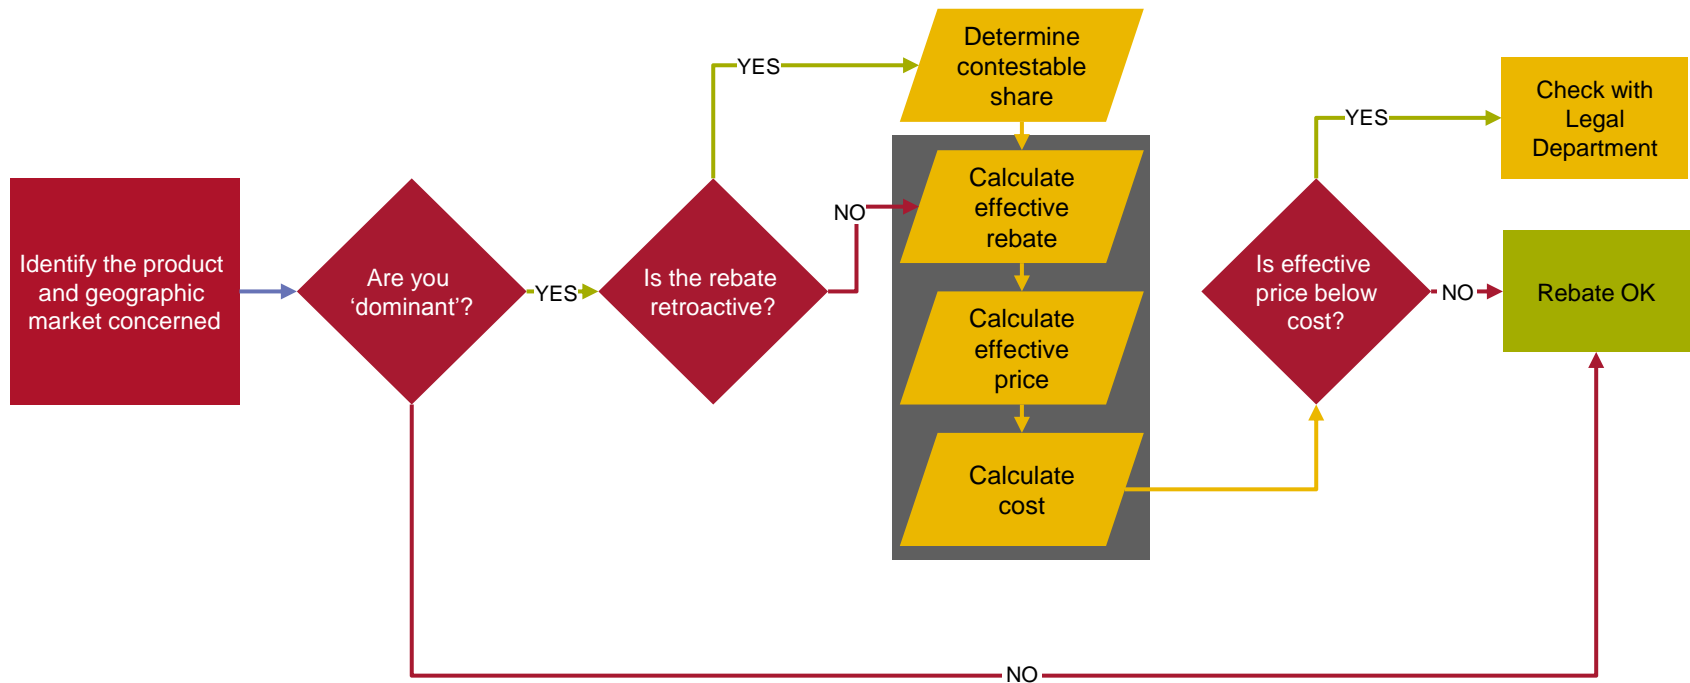 Identify the product
and geographic
market concerned
Are you
‘dominant’?
YES
Is the rebate
retroactive?
YES
NO
Determine
contestable
share
Calculate
effective
rebate
Calculate
effective
price
Calculate
cost
Is effective
price below
cost?
YES
NO
Check with
Legal
Department
Rebate OK
NO